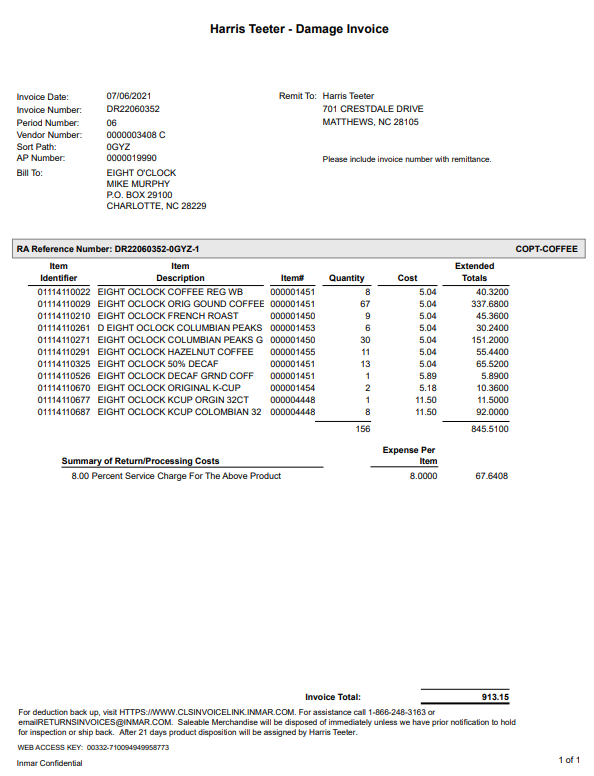 Harris Teeter - Damage Invoice
Invoice Date: 07/06/2021 Remit To: Harris Teeter
Invoice Number: DR22060352 701 CRESTDALE DRIVE
Period Number: 06 MATTHEWS, NC 28105
Vendor Number: 0000003408 C
Sort Path: 0GYZ
AP Number: 0000019990 Please include invoice number with remittance.
Bill To: EIGHT O'CLOCK
MIKE MURPHY
P.O. BOX 29100
CHARLOTTE, NC 28229
RA Reference Number: DR22060352-0GYZ-1 COPT-COFFEE
Item Item Extended
Identifier Description Item# Quantity Cost Totals
01114110022 EIGHT OCLOCK COFFEE REG WB 000001451 8 5.04 40.3200
01114110029 EIGHT OCLOCK ORIG GOUND COFFEE 000001451 67 5.04 337.6800
01114110210 EIGHT OCLOCK FRENCH ROAST 000001450 9 5.04 45.3600
01114110261 D EIGHT OCLOCK COLUMBIAN PEAKS 000001453 6 5.04 30.2400
01114110271 EIGHT OCLOCK COLUMBIAN PEAKS G 000001450 30 5.04 151.2000
01114110291 EIGHT OCLOCK HAZELNUT COFFEE 000001455 11 5.04 55.4400
01114110325 EIGHT OCLOCK 50% DECAF 000001451 13 5.04 65.5200
01114110526 EIGHT OCLOCK DECAF GRND COFF 000001451 1 5.89 5.8900
01114110670 EIGHT OCLOCK ORIGINAL K-CUP 000001454 2 5.18 10.3600
01114110677 EIGHT OCLOCK KCUP ORGIN 32CT 000004448 1 11.50 11.5000
01114110687 EIGHT OCLOCK KCUP COLOMBIAN 32 000004448 8 11.50 92.0000
156 845.5100
Expense Per
Summary of Return/Processing Costs Item
8.00 Percent Service Charge For The Above Product 8.0000 67.6408
Invoice Total: 913.15
For deduction back up, visit HTTPS://WWW.CLSINVOICELINK.INMAR.COM. For assistance call 1-866-248-3163 or
emailRETURNSINVOICES@INMAR.COM. Saleable Merchandise will be disposed of immediately unless we have prior notification to hold
for inspection or ship back. After 21 days product disposition will be assigned by Harris Teeter.
WEB ACCESS KEY: 00332-710094949958773
Inmar Confidential 1 of 1